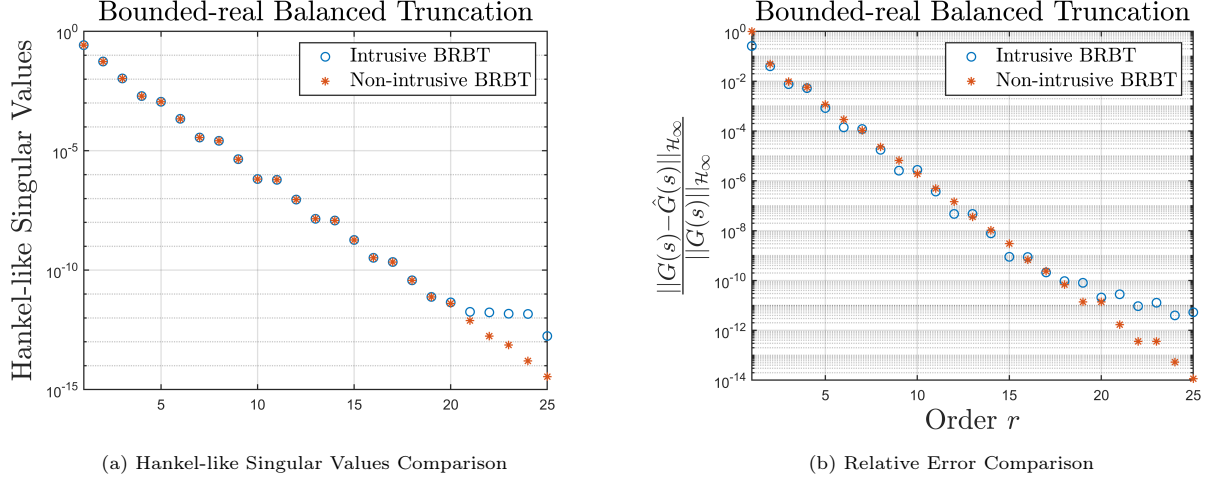 Bounded-real Balanced Truncation
Hankel-like Singular Values
10^0
10^-5
10^-10
10^-15
5
10
15
20
25
Intrusive BRBT
Non-intrusive BRBT
(a) Hankel-like Singular Values Comparison
Bounded-real Balanced Truncation
||G(s)−Ĝ(s)||_{ℋ_∞}
||G(s)||_{ℋ_∞}
10^0
10^-2
10^-4
10^-6
10^-8
10^-10
10^-12
10^-14
5
10
15
20
25
Intrusive BRBT
Non-intrusive BRBT
Order r
(b) Relative Error Comparison